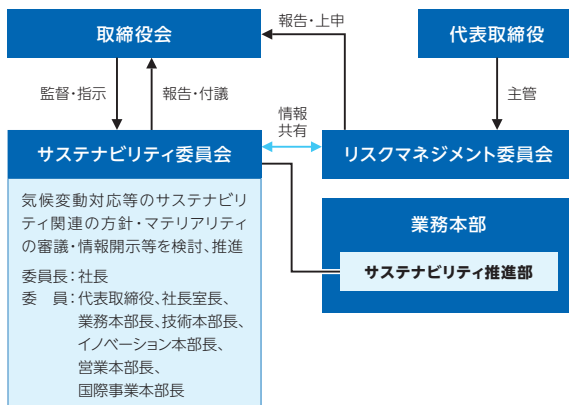 取締役会
報告・上申
代表取締役
監督・指示
報告・付議
主管
情報
共有
サステナビリティ委員会
リスクマネジメント委員会
気候変動対応等のサステナビリ
ティ関連の方針・マテリアリティ
の審議・情報開示等を検討、推進
委員長：社長
委　員：代表取締役、社長室長、
業務本部長、技術本部長、
イノベーション本部長、
営業本部長、
国際事業本部長
業務本部
サステナビリティ推進部